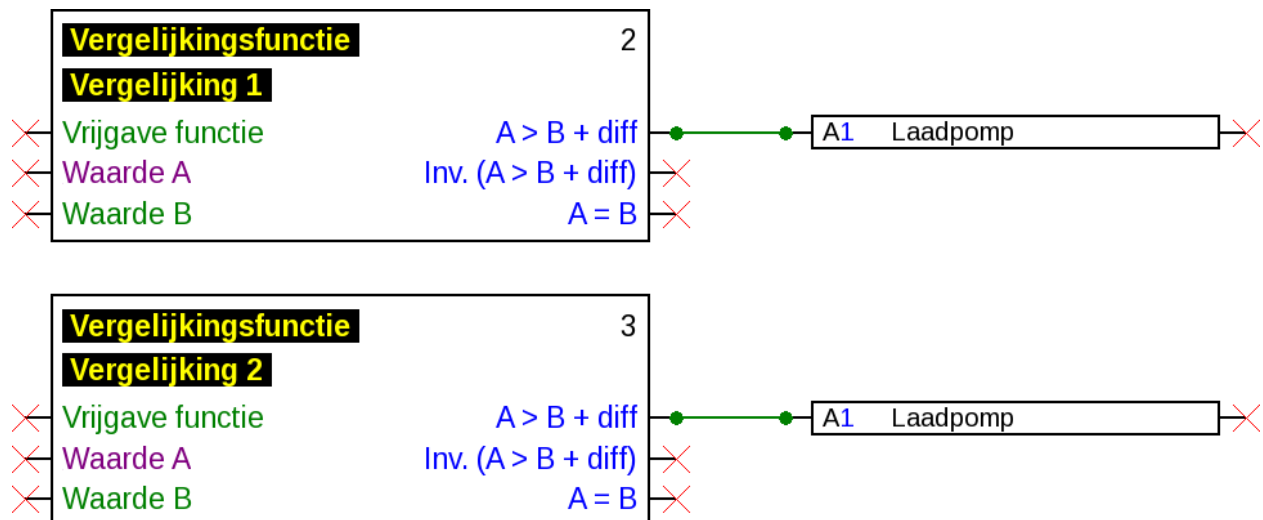 Vergelijkingsfunctie 2
Vergelijking 1
Vrijgave functie A > B + diff A1 Laadpomp
Waarde A Inv. (A > B + diff)
Waarde B A = B
Vergelijkingsfunctie 3
Vergelijking 2
Vrijgave functie A > B + diff A1 Laadpomp
Waarde A Inv. (A > B + diff)
Waarde B A = B